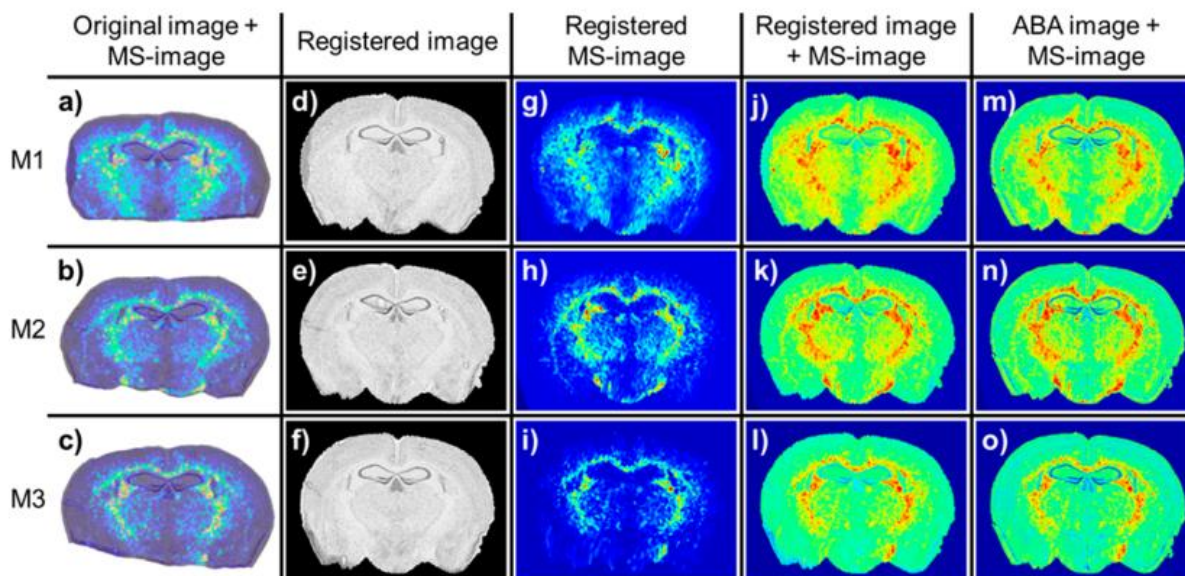 Original image +
MS-image
Registered image
Registered
MS-image
Registered image
+ MS-image
ABA image +
MS-image
M1
a)
d)
g)
j)
m)
M2
b)
e)
h)
k)
n)
M3
c)
f)
i)
l)
o)